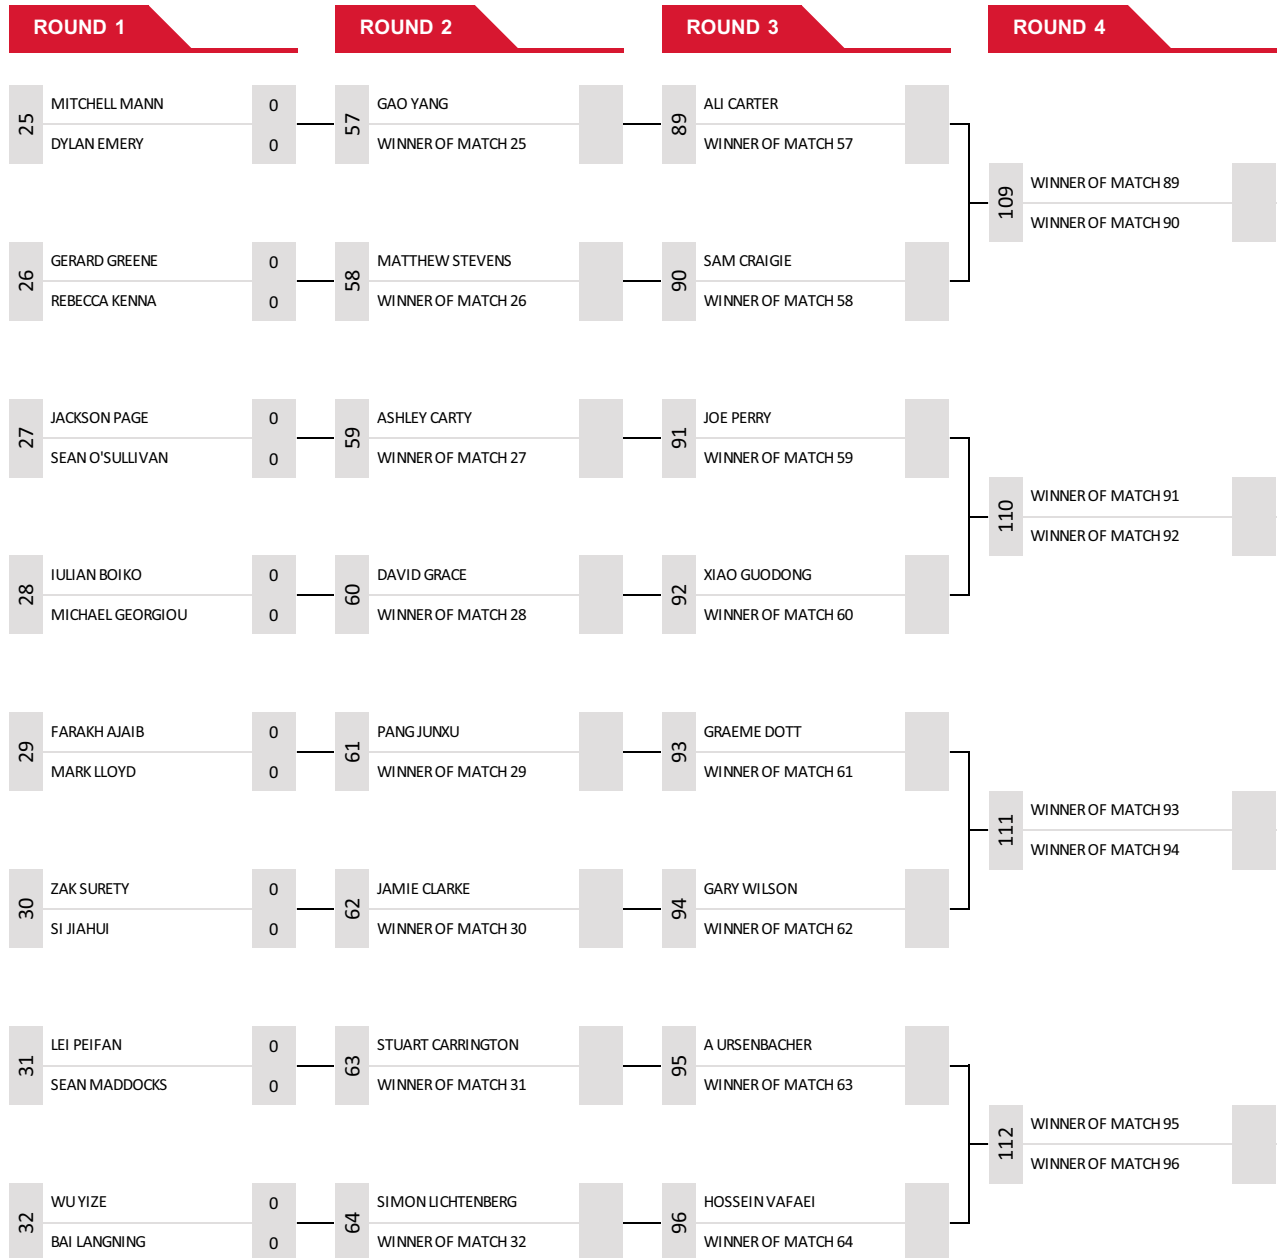 ROUND 1
ROUND 2
ROUND 3
ROUND 4
25
MITCHELL MANN
0
DYLAN EMERY
0
57
GAO YANG
WINNER OF MATCH 25
89
ALI CARTER
WINNER OF MATCH 57
109
WINNER OF MATCH 89
WINNER OF MATCH 90
26
GERARD GREENE
0
REBECCA KENNA
0
58
MATTHEW STEVENS
WINNER OF MATCH 26
90
SAM CRAIGIE
WINNER OF MATCH 58
27
JACKSON PAGE
0
SEAN O'SULLIVAN
0
59
ASHLEY CARTY
WINNER OF MATCH 27
91
JOE PERRY
WINNER OF MATCH 59
110
WINNER OF MATCH 91
WINNER OF MATCH 92
28
IULIAN BOIKO
0
MICHAEL GEORGIOU
0
60
DAVID GRACE
WINNER OF MATCH 28
92
XIAO GUODONG
WINNER OF MATCH 60
29
FARAKH AJAIB
0
MARK LLOYD
0
61
PANG JUNXU
WINNER OF MATCH 29
93
GRAEME DOTT
WINNER OF MATCH 61
111
WINNER OF MATCH 93
WINNER OF MATCH 94
30
ZAK SURETY
0
SI JIAHUI
0
62
JAMIE CLARKE
WINNER OF MATCH 30
94
GARY WILSON
WINNER OF MATCH 62
31
LEI PEIFAN
0
SEAN MADDOCKS
0
63
STUART CARRINGTON
WINNER OF MATCH 31
95
A URSENBACHER
WINNER OF MATCH 63
112
WINNER OF MATCH 95
WINNER OF MATCH 96
32
WU YIZE
0
BAI LANGNING
0
64
SIMON LICHTENBERG
WINNER OF MATCH 32
96
HOSSEIN VAFAEI
WINNER OF MATCH 64